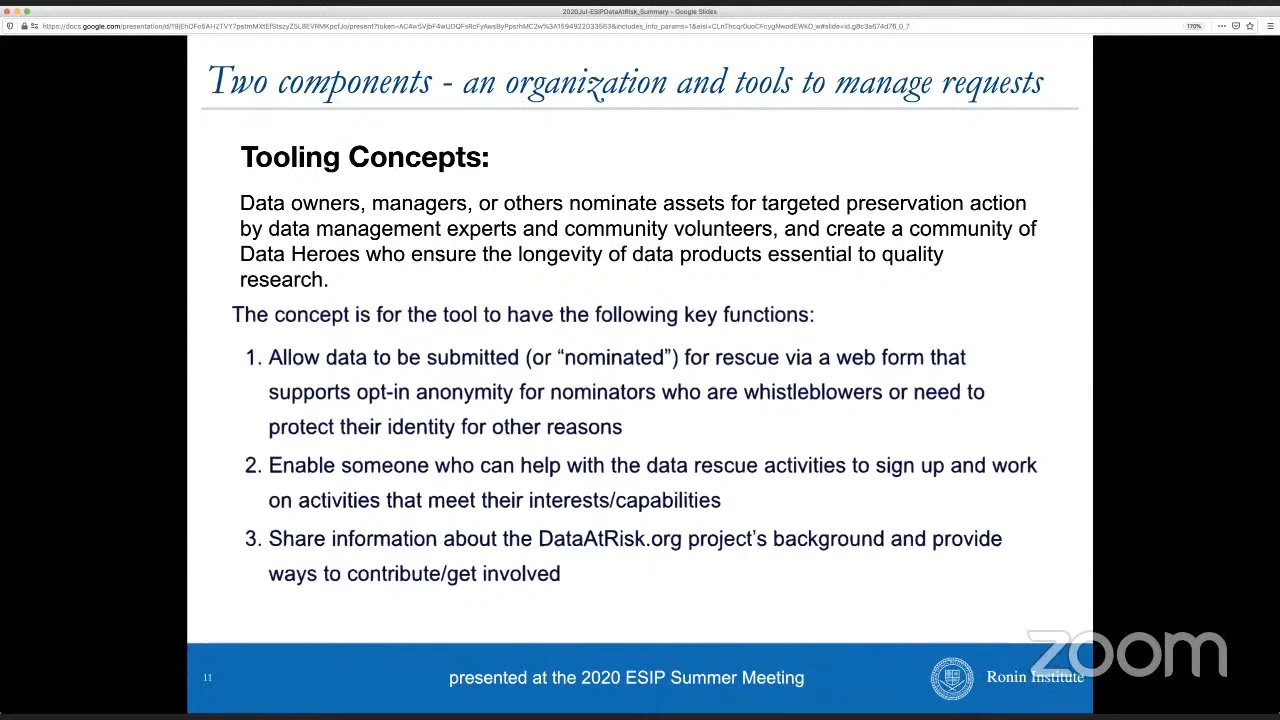 2020Jul-ESIPDataAtRisk_Summary - Google Slides
170%
Two components - an organization and tools to manage requests
Tooling Concepts:
Data owners, managers, or others nominate assets for targeted preservation action
by data management experts and community volunteers, and create a community of
Data Heroes who ensure the longevity of data products essential to quality
research.
The concept is for the tool to have the following key functions:
1. Allow data to be submitted (or “nominated”) for rescue via a web form that
supports opt-in anonymity for nominators who are whistleblowers or need to
protect their identity for other reasons
2. Enable someone who can help with the data rescue activities to sign up and work
on activities that meet their interests/capabilities
3. Share information about the DataAtRisk.org project’s background and provide
ways to contribute/get involved
zoom
11
presented at the 2020 ESIP Summer Meeting
Ronin Institute